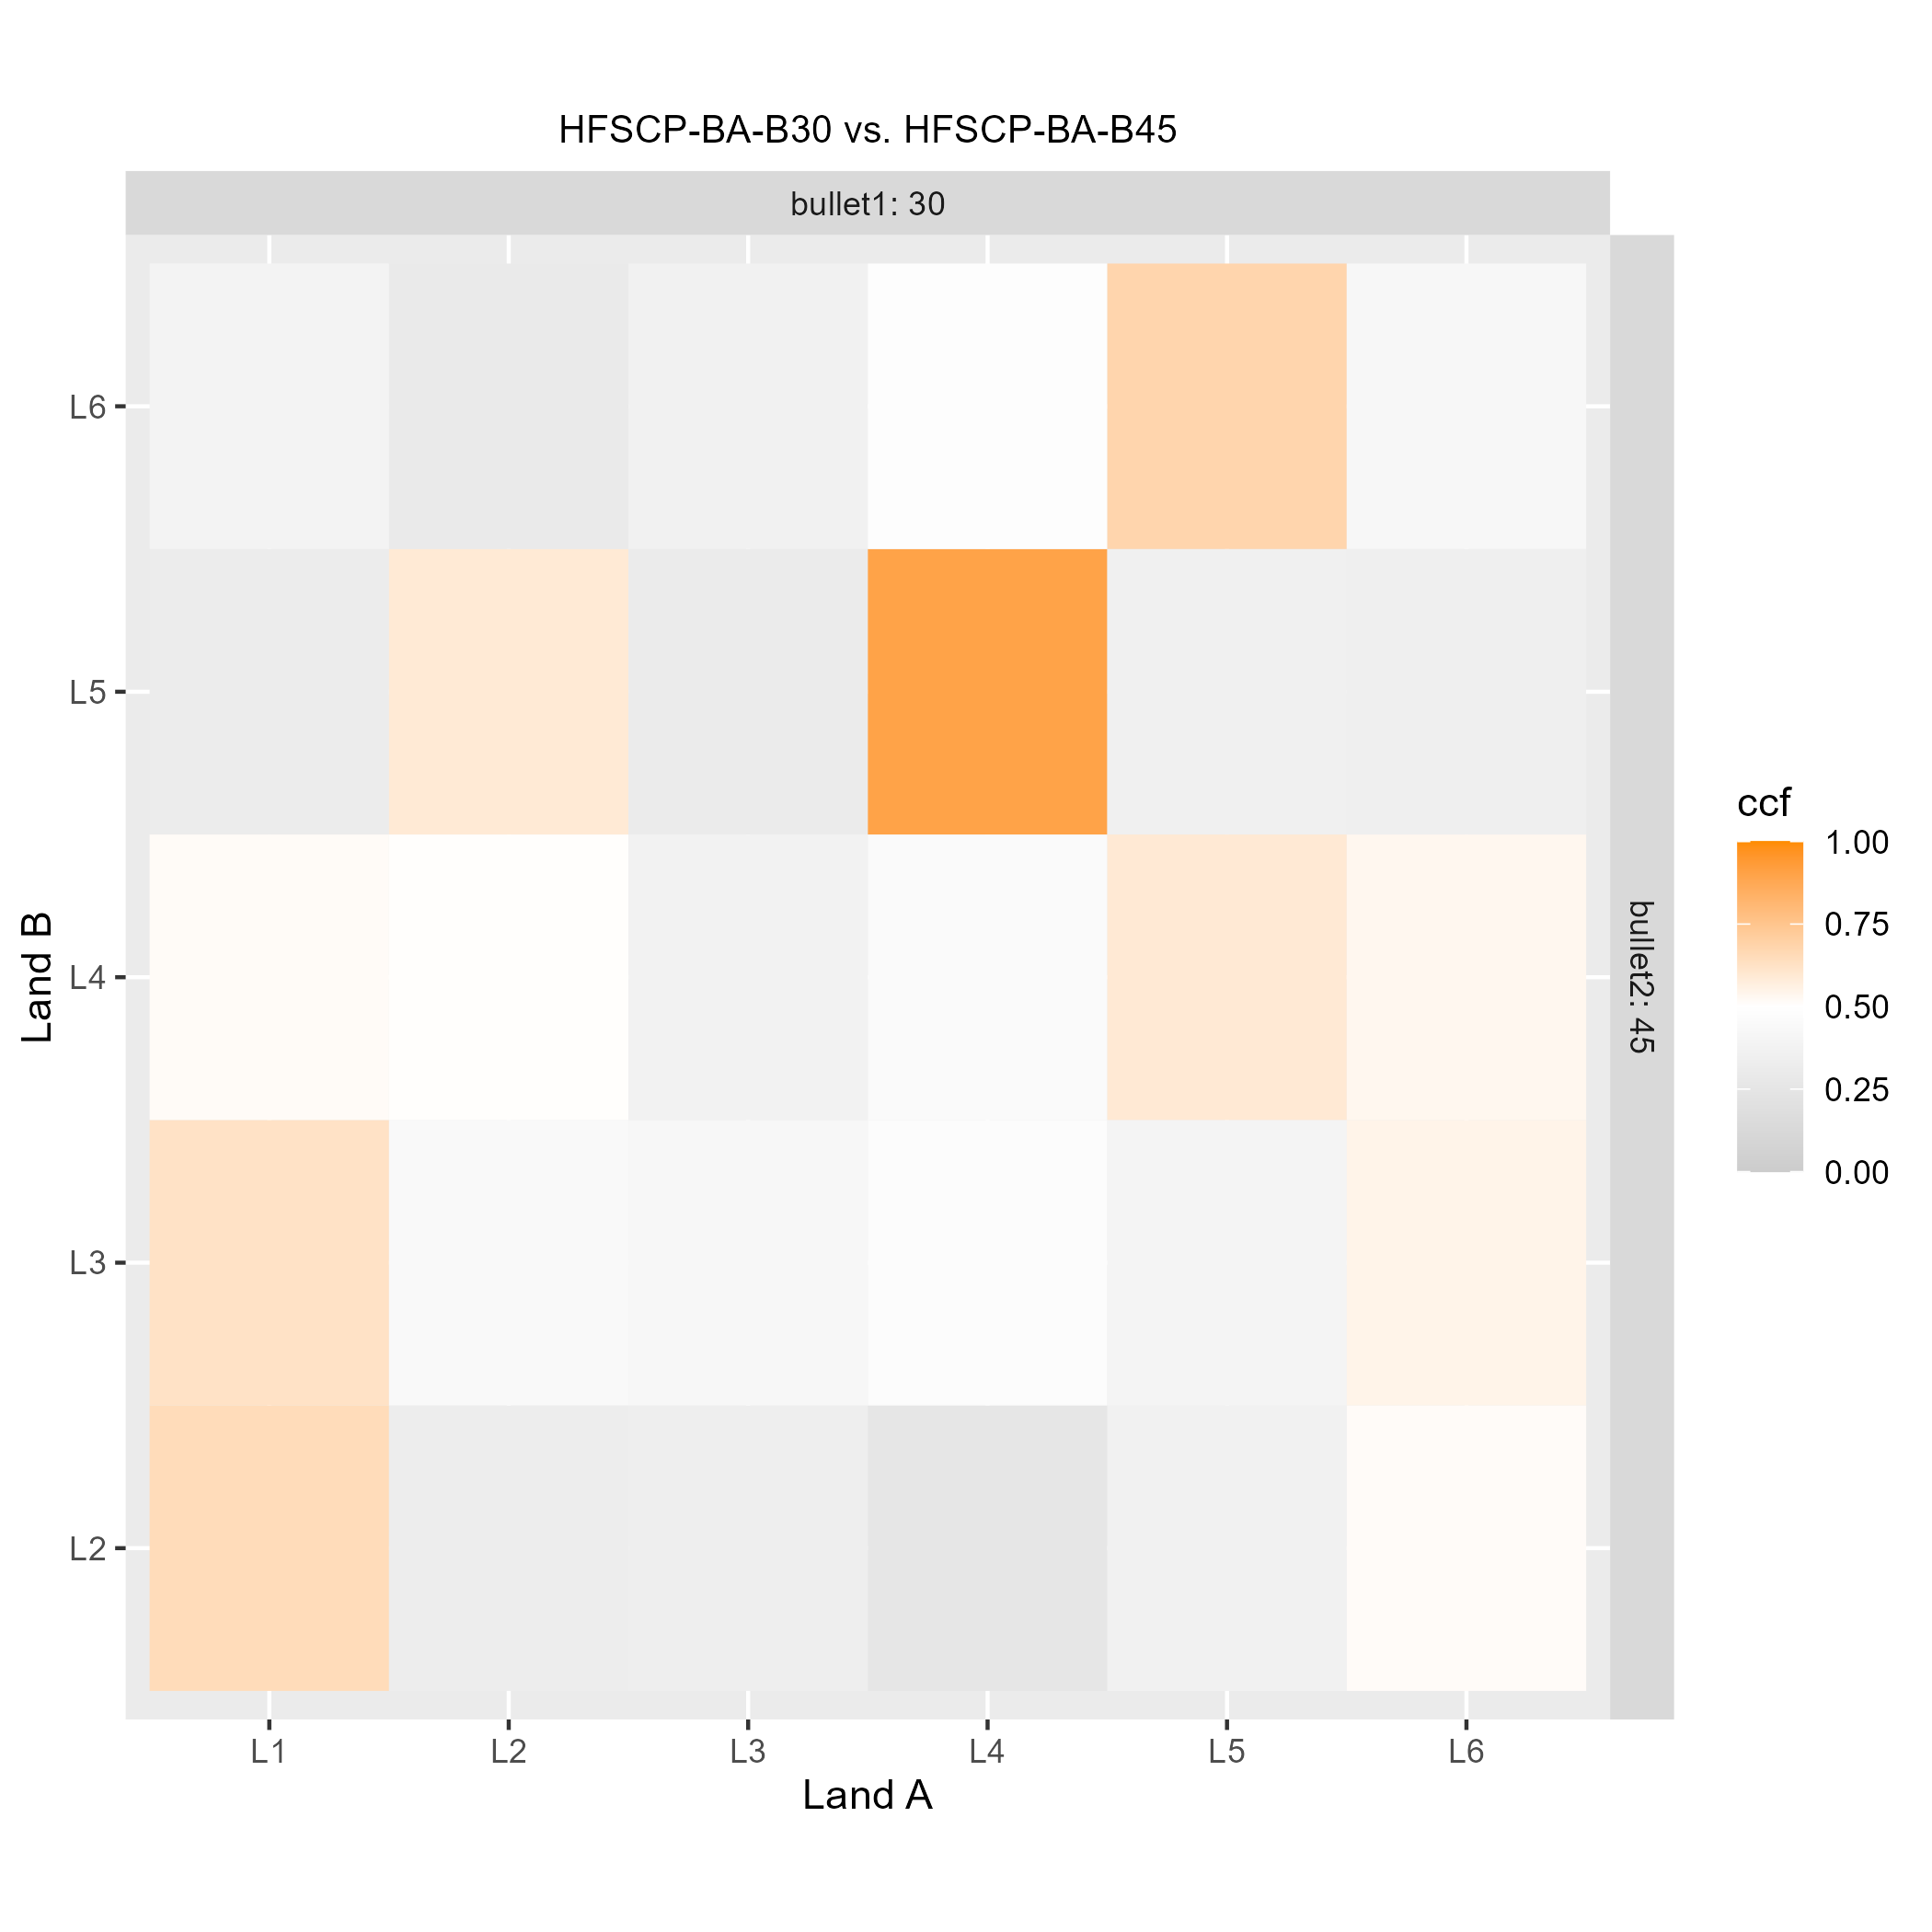 HFSCP-BA-B30 vs. HFSCP-BA-B45
bullet1: 30
L6
L5
L4
L3
L2
Land B
L1 L2 L3 L4 L5 L6
Land A
bullet2: 45
ccf
1.00
0.75
0.50
0.25
0.00